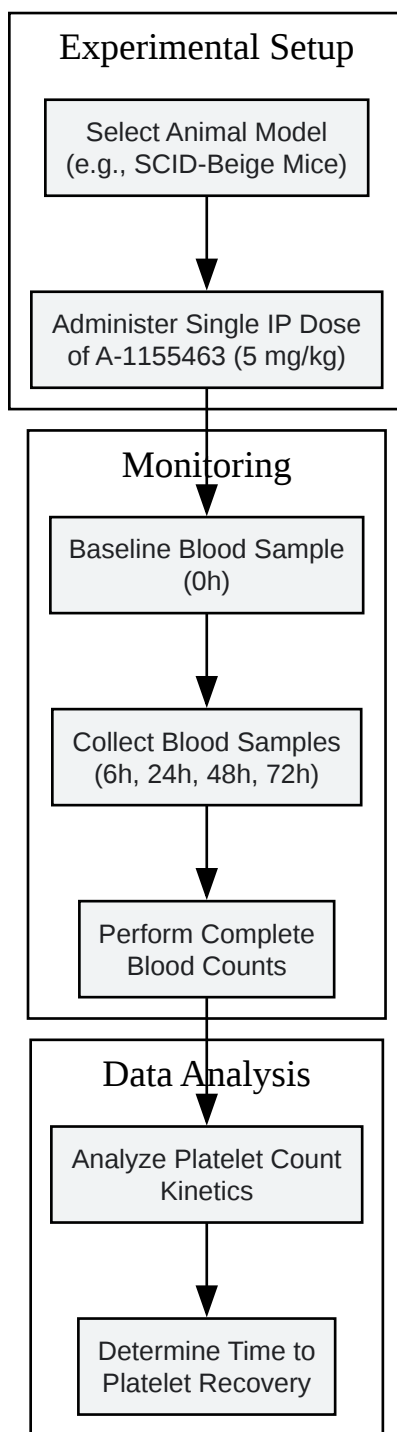 Experimental Setup
Select Animal Model
(e.g., SCID-Beige Mice)
Administer Single IP Dose
of A-1155463 (5 mg/kg)
Monitoring
Baseline Blood Sample
(0h)
Collect Blood Samples
(6h, 24h, 48h, 72h)
Perform Complete
Blood Counts
Data Analysis
Analyze Platelet Count
Kinetics
Determine Time to
Platelet Recovery